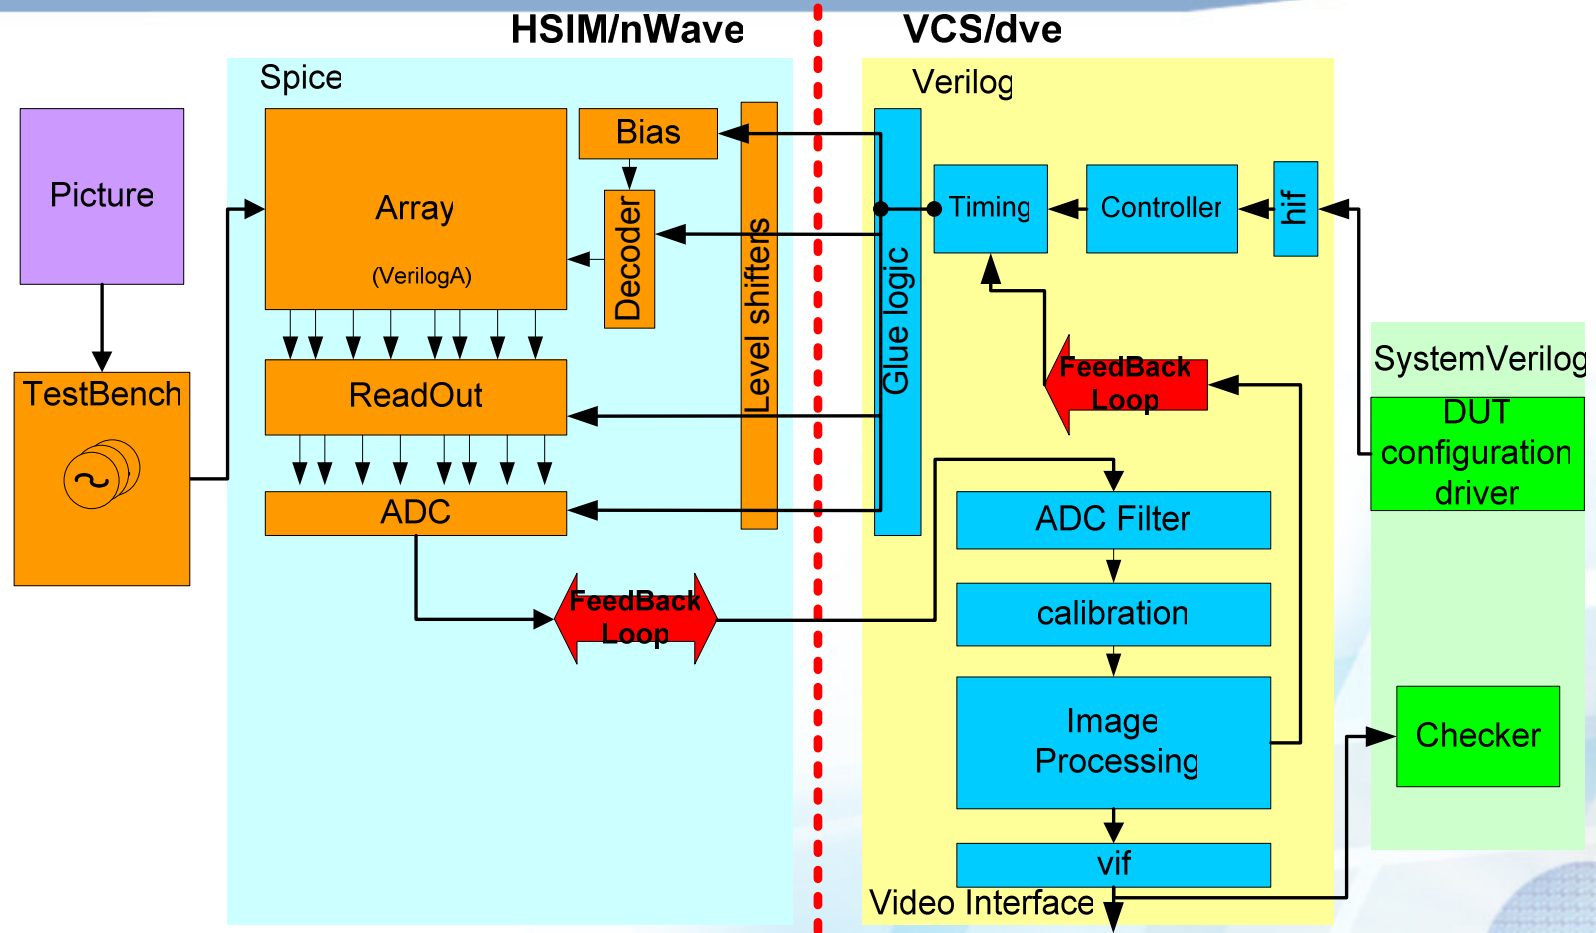 HSIM/nWave
VCS/dve
Spice
Verilog
Picture
Array
(VerilogA)
Bias
Decoder
Level shifters
Glue logic
Timing
Controller
hif
TestBench
ReadOut
ADC
FeedBack
Loop
FeedBack
Loop
SystemVerilog
DUT
configuration
driver
ADC Filter
calibration
Image
Processing
vif
Video Interface
Checker